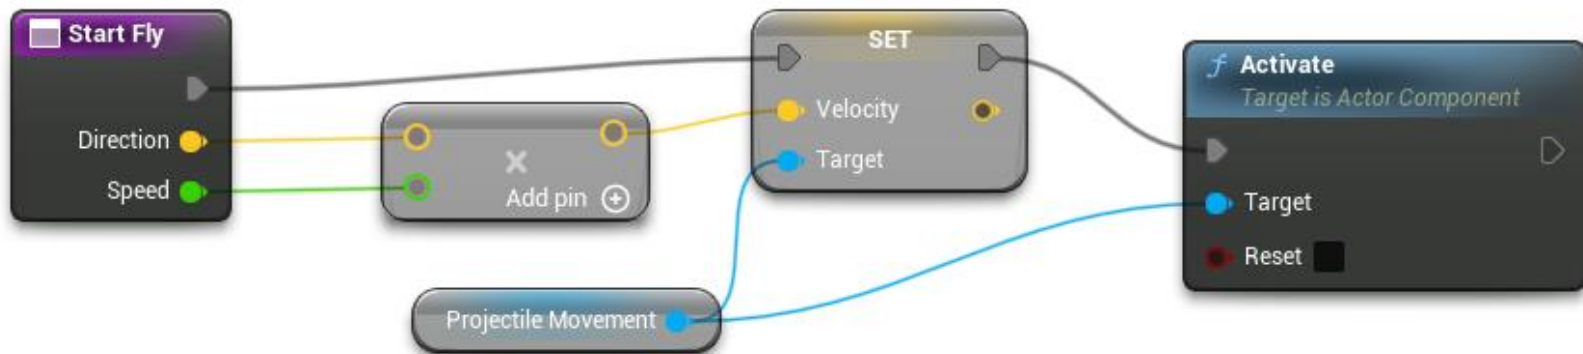 Start Fly
Direction
Speed
Add pin
Projectile Movement
SET
Velocity
Target
f Activate
Target is Actor Component
Target
Reset